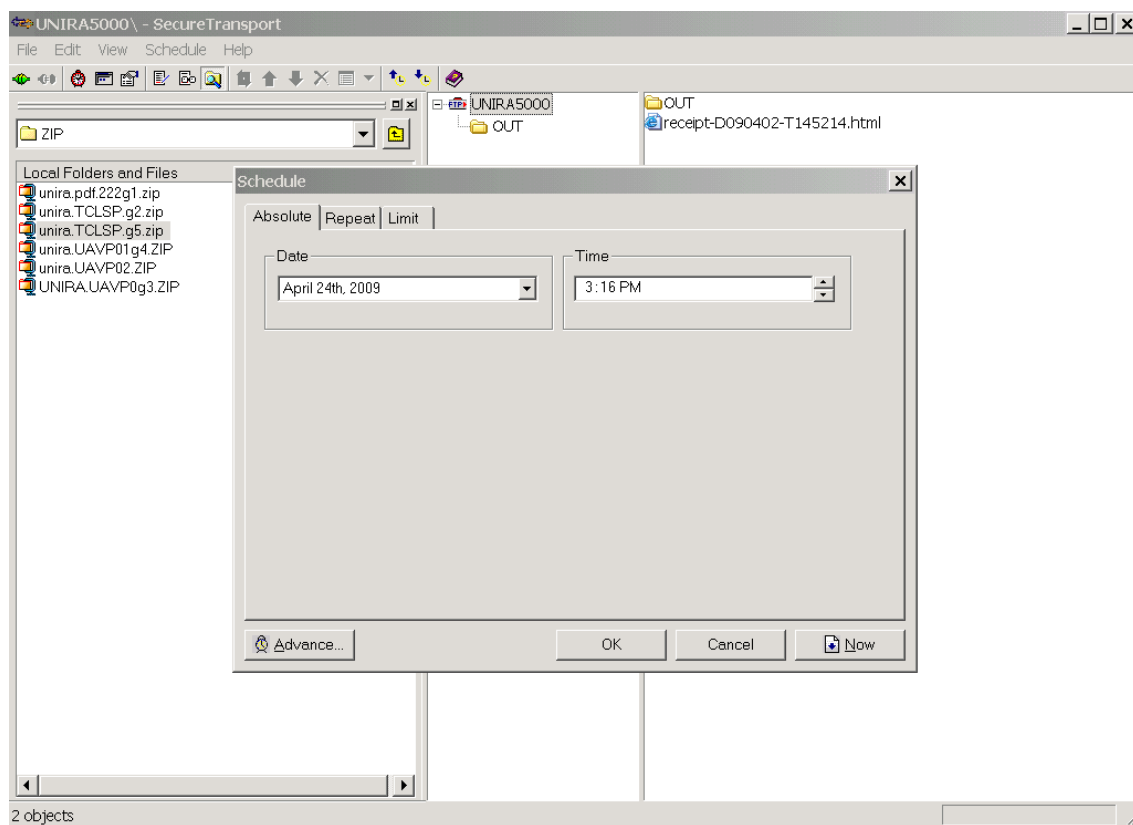 UNIRA5000\ - SecureTransport
File Edit View Schedule Help
ZIP
Local Folders and Files
unira.pdf.222g1.zip
unira.TCLSP.g2.zip
unira.TCLSP.g5.zip
unira.UAVP01g4.ZIP
unira.UAVP02.ZIP
UNIRA.UAVP0g3.ZIP
FTP
UNIRA5000
OUT
OUT
receipt-D090402-T145214.html
Schedule
Absolute Repeat Limit
Date
April 24th, 2009
Time
3:16 PM
Advance... OK Cancel Now
2 objects